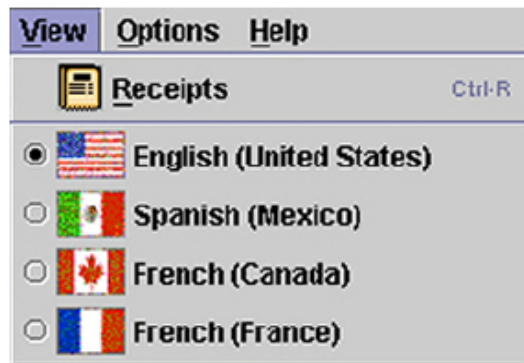 View Options Help
Receipts Ctrl-R
English (United States)
Spanish (Mexico)
French (Canada)
French (France)